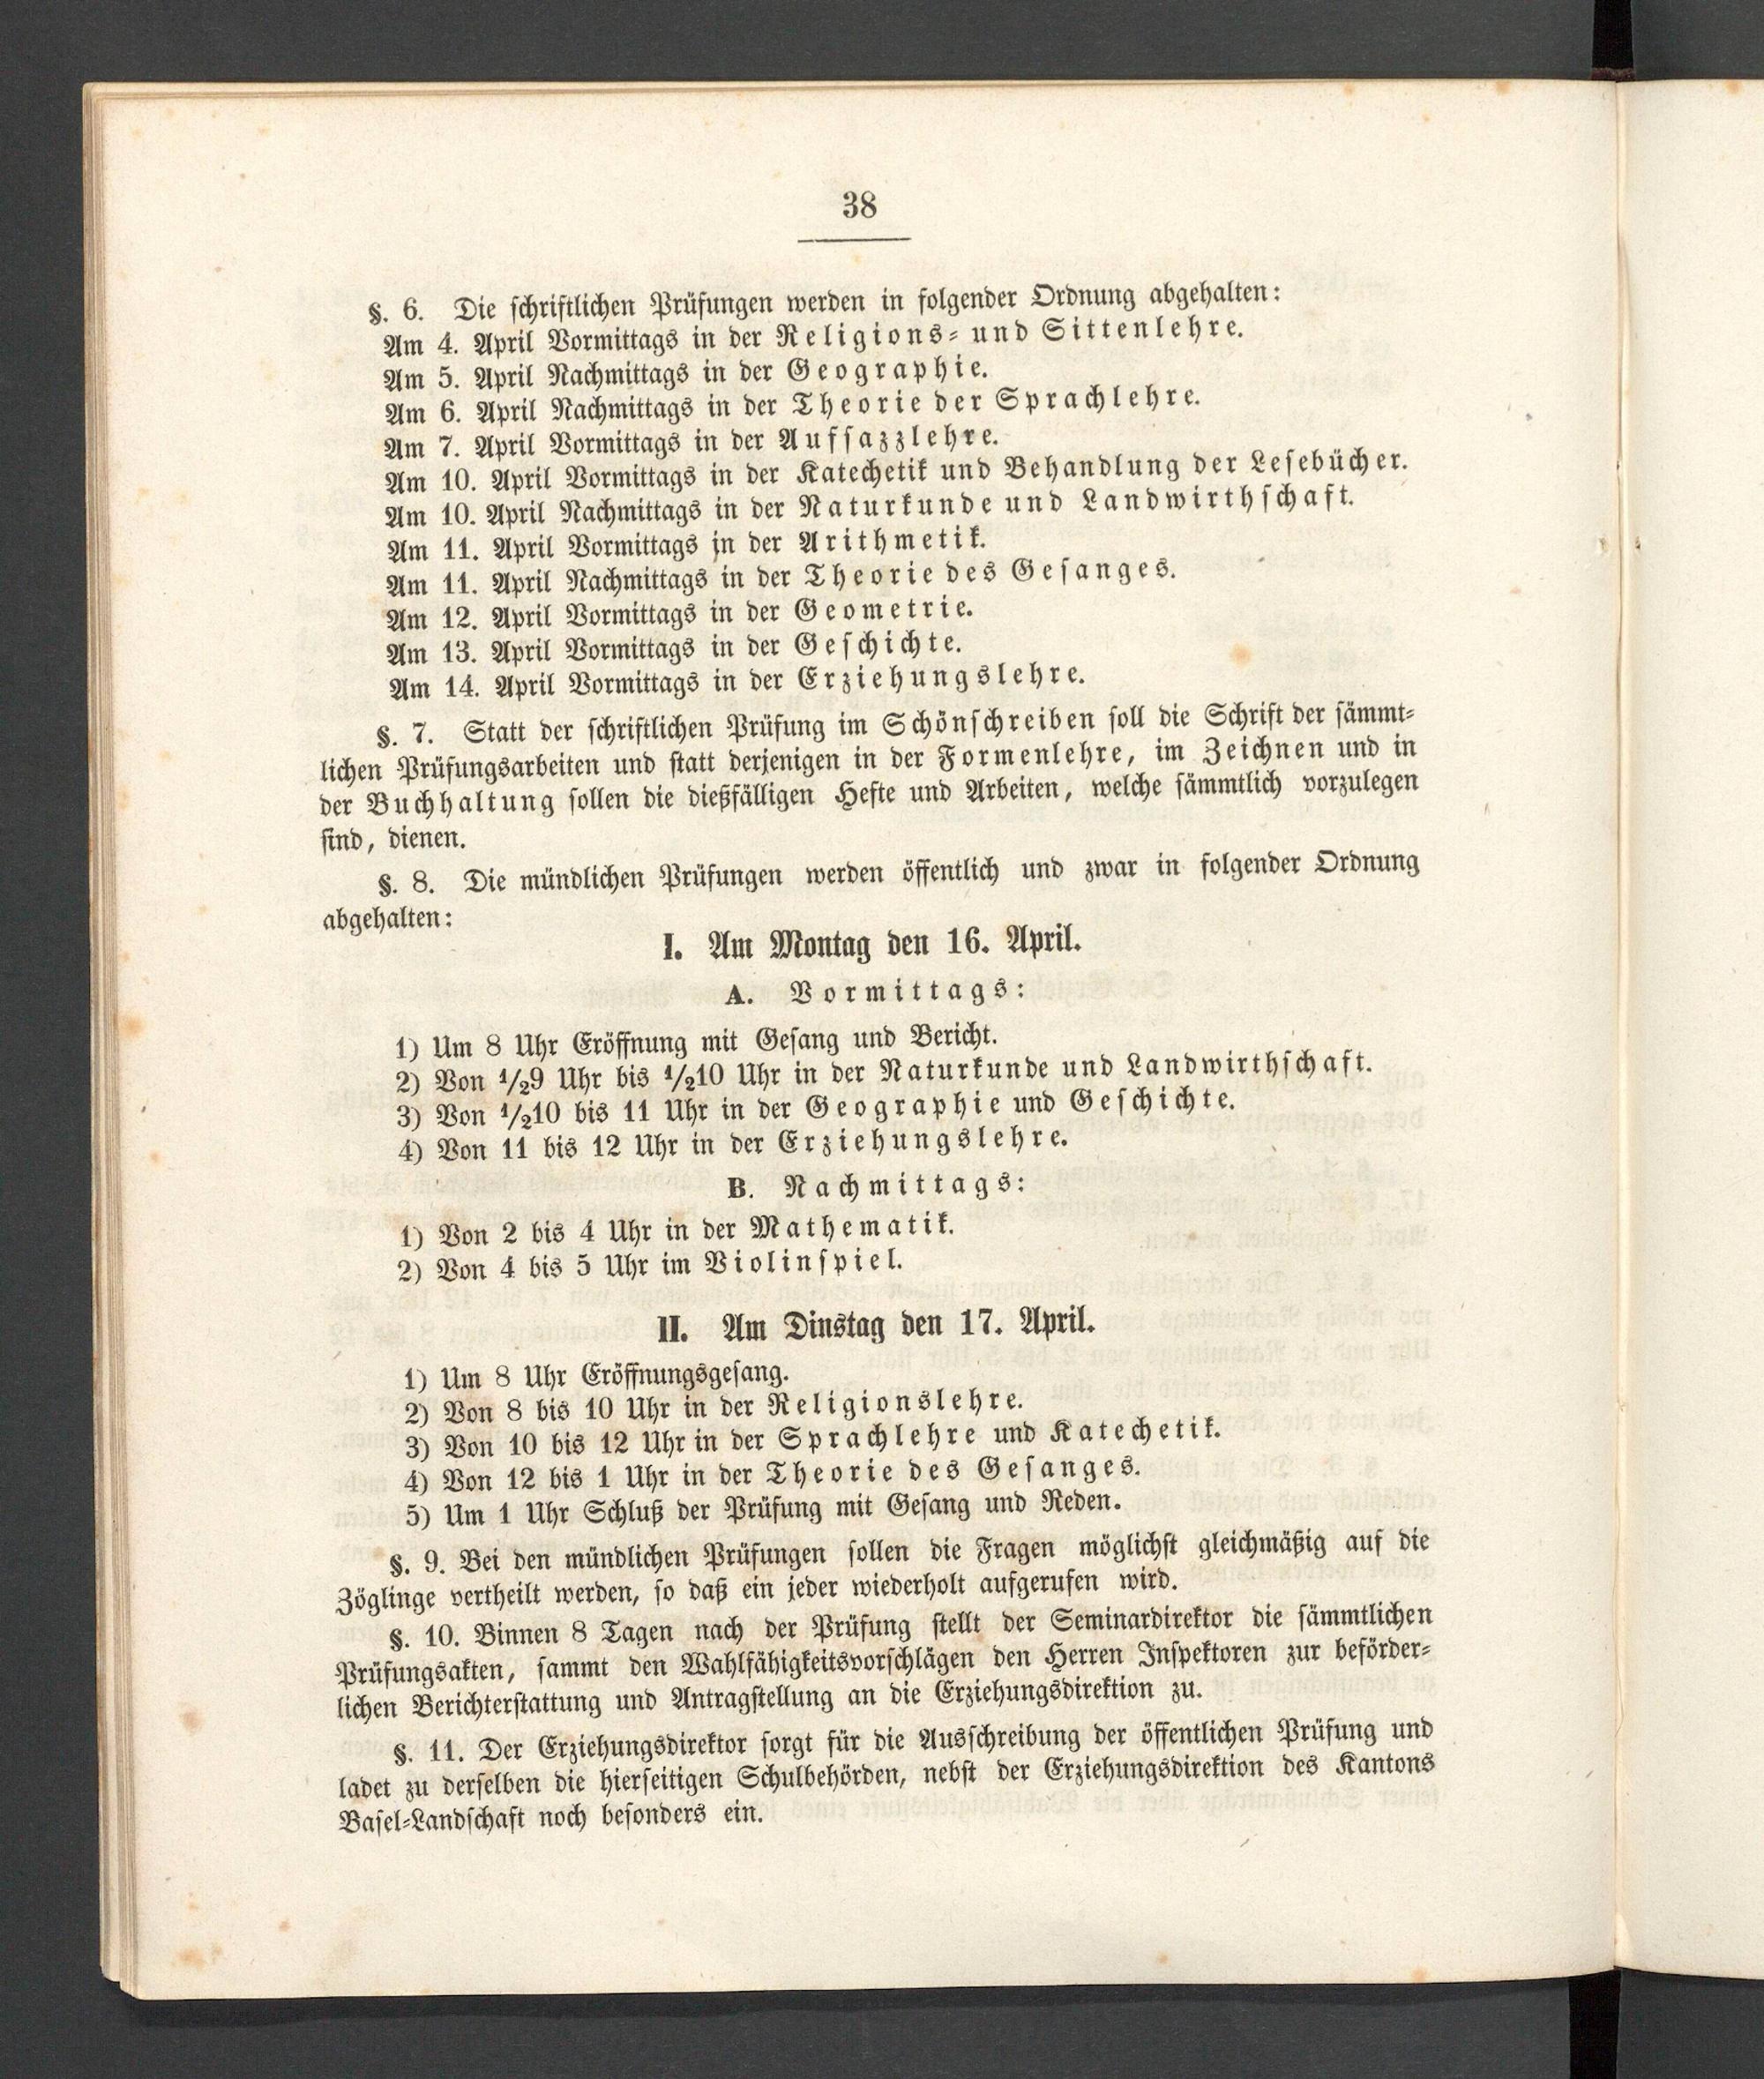 38
§. 6. Die schriftlichen Prüfungen werden in folgender Ordnung abgehalten:
Am 4. April Vormittags in der Religions- und Sittenlehre.
Am 5. April Nachmittags in der Geographie.
Am 6. April Nachmittags in der Theorie der Sprachlehre.
Am 7. April Vormittags in der Aufsazzlehre.
Am 10. April Vormittags in der Katechetik und Behandlung der Lesebücher.
Am 10. April Nachmittags in der Naturkunde und Landwirthschaft.
Am 11. April Vormittags in der Arithmetik.
Am 11. April Nachmittags in der Theorie des Gesanges.
Am 12. April Vormittags in der Geometrie.
Am 13. April Vormittags in der Geschichte.
Am 14. April Vormittags in der Erziehungslehre.
§. 7. Statt der schriftlichen Prüfung im Schönschreiben soll die Schrift der sämmt-
lichen Prüfungsarbeiten und statt derjenigen in der Formenlehre, im Zeichnen und in
der Buchhaltung sollen die dießfälligen Hefte und Arbeiten, welche sämmtlich vorzulegen
sind, dienen.
§. 8. Die mündlichen Prüfungen werden öffentlich und zwar in folgender Ordnung
abgehalten:
I. Am Montag den 16. April.
A. Vormittags:
1) Um 8 Uhr Eröffnung mit Gesang und Bericht.
2) Von 1/29 Uhr bis 1/210 Uhr in der Naturkunde und Landwirthschaft.
3) Von 1/210 bis 11 Uhr in der Geographie und Geschichte.
4) Von 11 bis 12 Uhr in der Erziehungslehre.
B. Nachmittags:
1) Von 2 bis 4 Uhr in der Mathematik.
2) Von 4 bis 5 Uhr im Violinspiel.
II. Am Dinstag den 17. April.
1) Um 8 Uhr Eröffnungsgesang.
2) Von 8 bis 10 Uhr in der Religionslehre.
3) Von 10 bis 12 Uhr in der Sprachlehre und Katechetik.
4) Von 12 bis 1 Uhr in der Theorie des Gesanges.
5) Um 1 Uhr Schluß der Prüfung mit Gesang und Reden.
§. 9. Bei den mündlichen Prüfungen sollen die Fragen möglichst gleichmäßig auf die
Zöglinge vertheilt werden, so daß ein jeder wiederholt aufgerufen wird.
§. 10. Binnen 8 Tagen nach der Prüfung stellt der Seminardirektor die sämmtlichen
Prüfungsakten, sammt den Wahlfähigkeitsvorschlägen den Herren Inspektoren zur beförder-
lichen Berichterstattung und Antragstellung an die Erziehungsdirektion zu.
§. 11. Der Erziehungsdirektor sorgt für die Ausschreibung der öffentlichen Prüfung und
ladet zu derselben die hierseitigen Schulbehörden, nebst der Erziehungsdirektion des Kantons
Basel-Landschaft noch besonders ein.